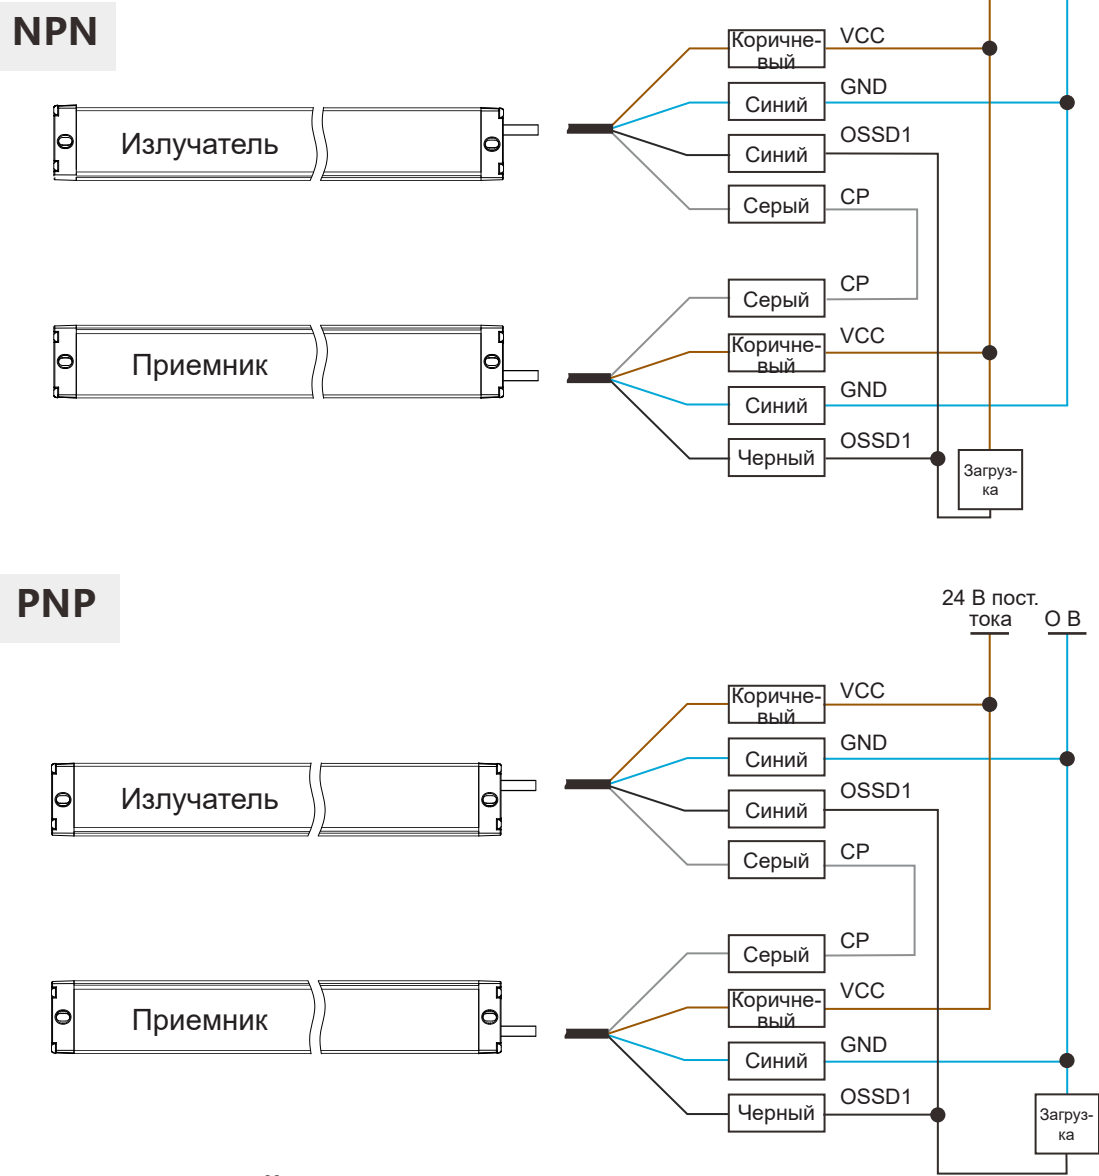 NPN
Коричне-
вый
VCC
Синий
GND
Излучатель
Синий
OSSD1
Серый
CP
Серый
CP
Коричне-
вый
VCC
Приемник
Синий
GND
Черный
OSSD1
Загруз-
ка
PNP
24 В пост.
тока
О В
Коричне-
вый
VCC
Синий
GND
Излучатель
Синий
OSSD1
Серый
CP
Серый
CP
Коричне-
вый
VCC
Приемник
Синий
GND
Черный
OSSD1
Загруз-
ка